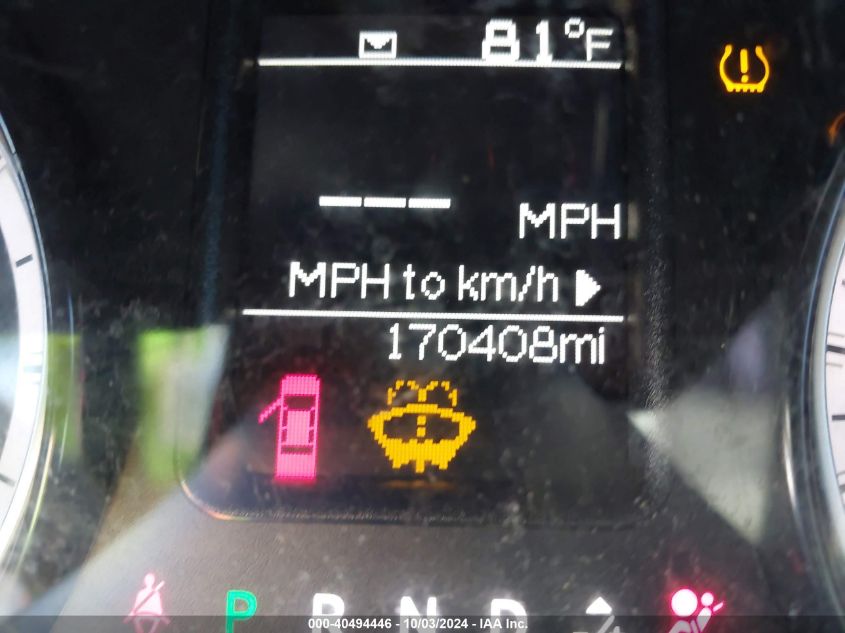 81°F
--- MPH
MPH to km/h
170408mi
P R N D
000-40494446 - 10/03/2024 - IAA Inc.